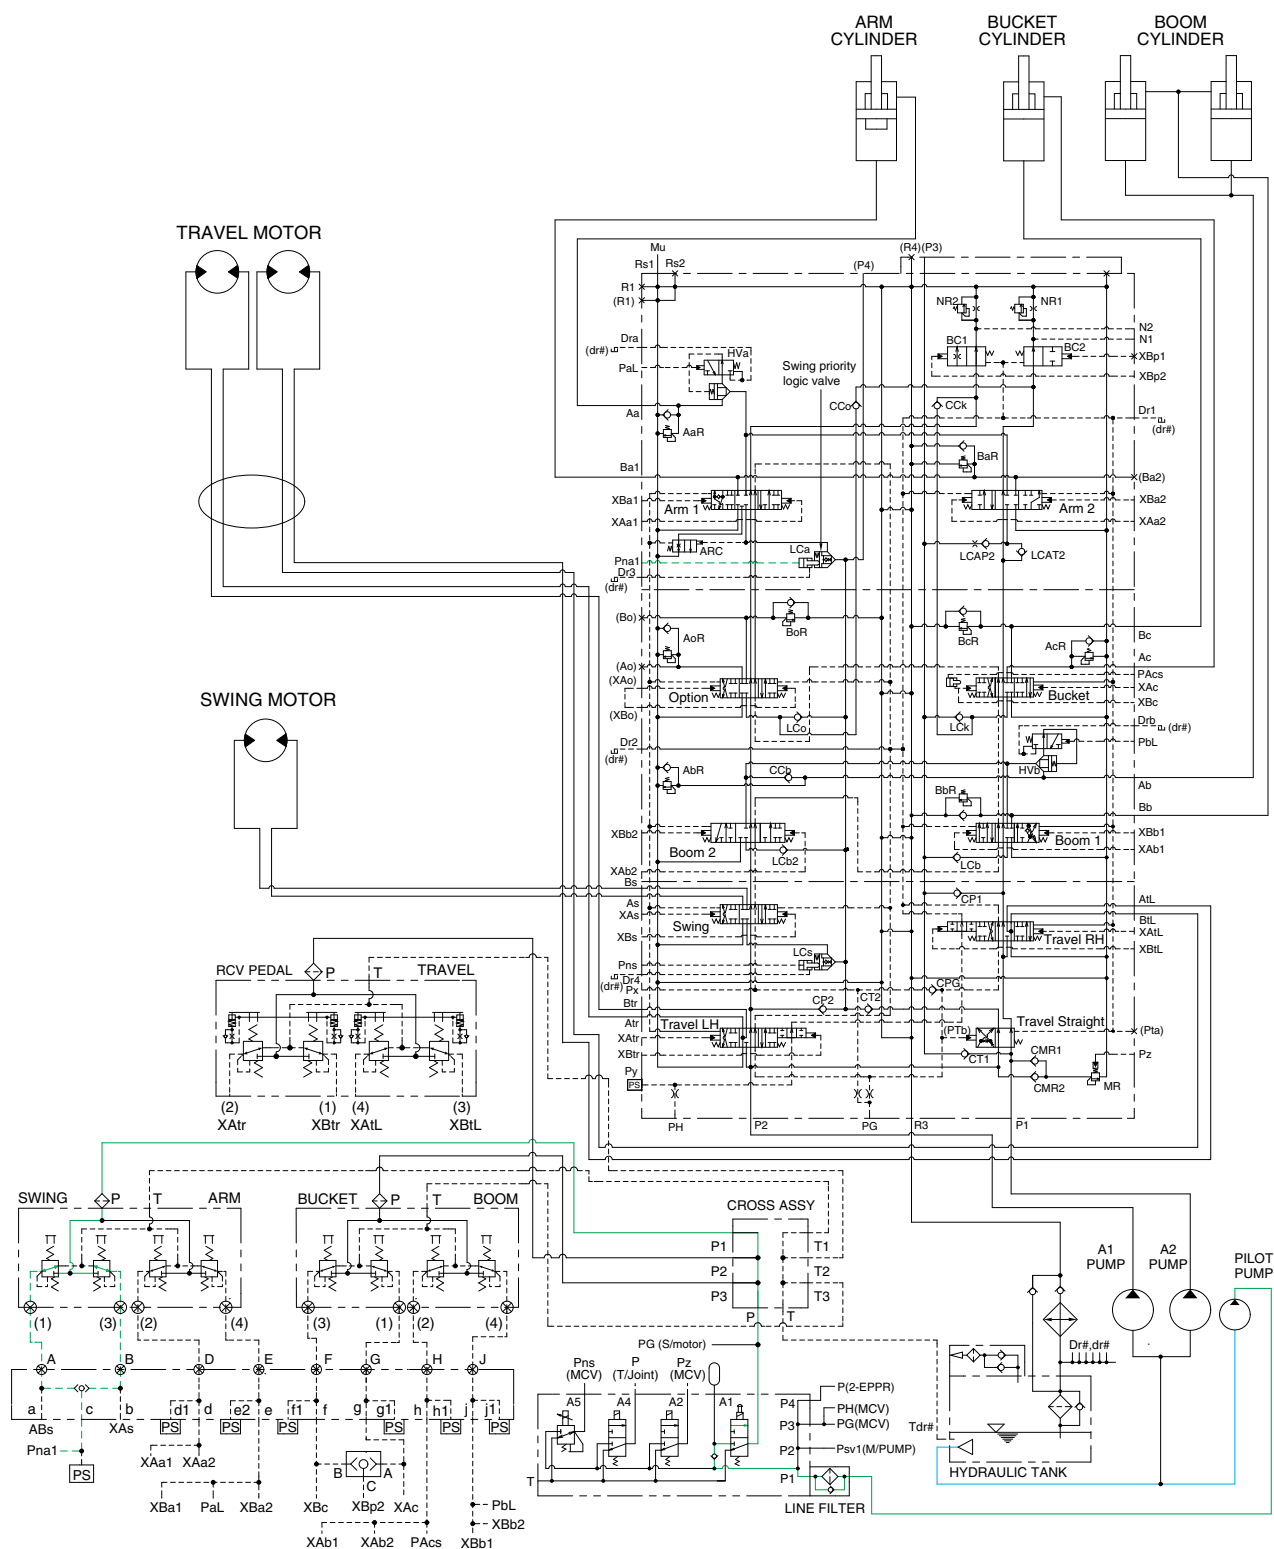 ARM
CYLINDER
BUCKET
CYLINDER
BOOM
CYLINDER
TRAVEL MOTOR
Mu
(R4)(P3)
Rs1
Rs2
(P4)
R1
(R1)
NR2
NR1
N2
N1
Dra
(dr#)
HVa
BC1
BC2
XBp1
PaL
Swing priority
logic valve
XBp2
CCo
CCk
Aa
Dr1
(dr#)
AaR
BaR
Ba1
(Ba2)
XBa1
Arm 1
Arm 2
XBa2
XAa1
XAa2
ARC
LCa
LCAP2
LCAT2
Pna1
Dr3
(dr#)
(Bo)
BoR
BcR
Bc
AoR
AcR
Ac
(Ao)
PAcs
(XAo)
XAc
Option
Bucket
XBc
(XBo)
LCo
LCk
Drb
(dr#)
Dr2
PbL
(dr#)
SWING MOTOR
AbR
CCb
HVb
Ab
BbR
Bb
XBb2
XBb1
Boom 2
Boom 1
XAb1
LCb2
LCb
XAb2
Bs
CP1
As
AtL
XAs
BtL
Swing
Travel RH
XAtL
XBs
XBtL
LCs
Pns
Dr4
(dr#)
Px
CPG
Btr
CP2
CT2
Atr
Travel LH
(PTb)
Travel Straight
(Pta)
XAtr
XBtr
CT1
CMR1
Pz
Py
PS
CMR2
MR
PH
P2
PG
R3
P1
RCV PEDAL
P
T
TRAVEL
(2)
(1)
(4)
(3)
XAtr
XBtr
XAtL
XBtL
SWING
P
T
ARM
BUCKET
P
T
BOOM
CROSS ASSY
P1
T1
P2
T2
P3
T3
P
T
A1
PUMP
A2
PUMP
PILOT
PUMP
(1)
(3)
(2)
(4)
(3)
(1)
(2)
(4)
A
B
D
E
F
G
H
J
PG (S/motor)
Dr#,dr#
a
c
b
d1
d
e2
e
f1
f
g
g1
h
h1
j
j1
ABs
XAs
PS
PS
PS
PS
PS
PS
Pna1
PS
XAa1
XAa2
XBa1
PaL
XBa2
B
A
C
XBc
XBp2
XAc
PbL
XBb2
XAb1
XAb2
PAcs
XBb1
Pns
(MCV)
P
(T/Joint)
Pz
(MCV)
A5
A4
A2
A1
P4
P(2-EPPR)
P3
PH(MCV)
PG(MCV)
P2
Psv1(M/PUMP)
P1
T
LINE FILTER
Tdr#
HYDRAULIC TANK